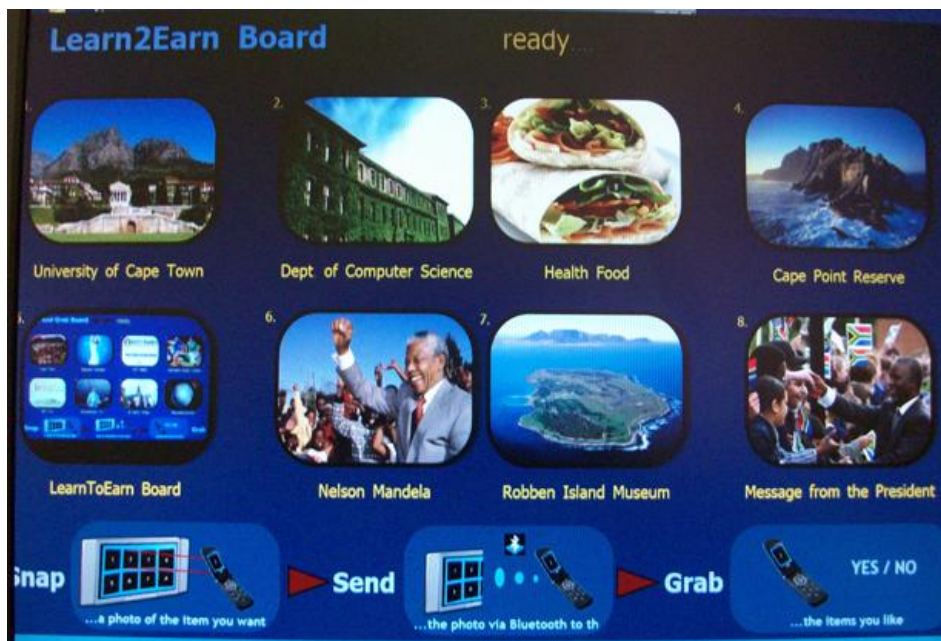 Learn2Earn Board ready....
1. 2. 3. 4.
University of Cape Town Dept of Computer Science Health Food Cape Point Reserve
5. 6. 7. 8.
LearnToEarn Board Nelson Mandela Robben Island Museum Message from the President
Snap Send Grab YES / NO
...a photo of the item you want ...the photo via Bluetooth to th ...the items you like